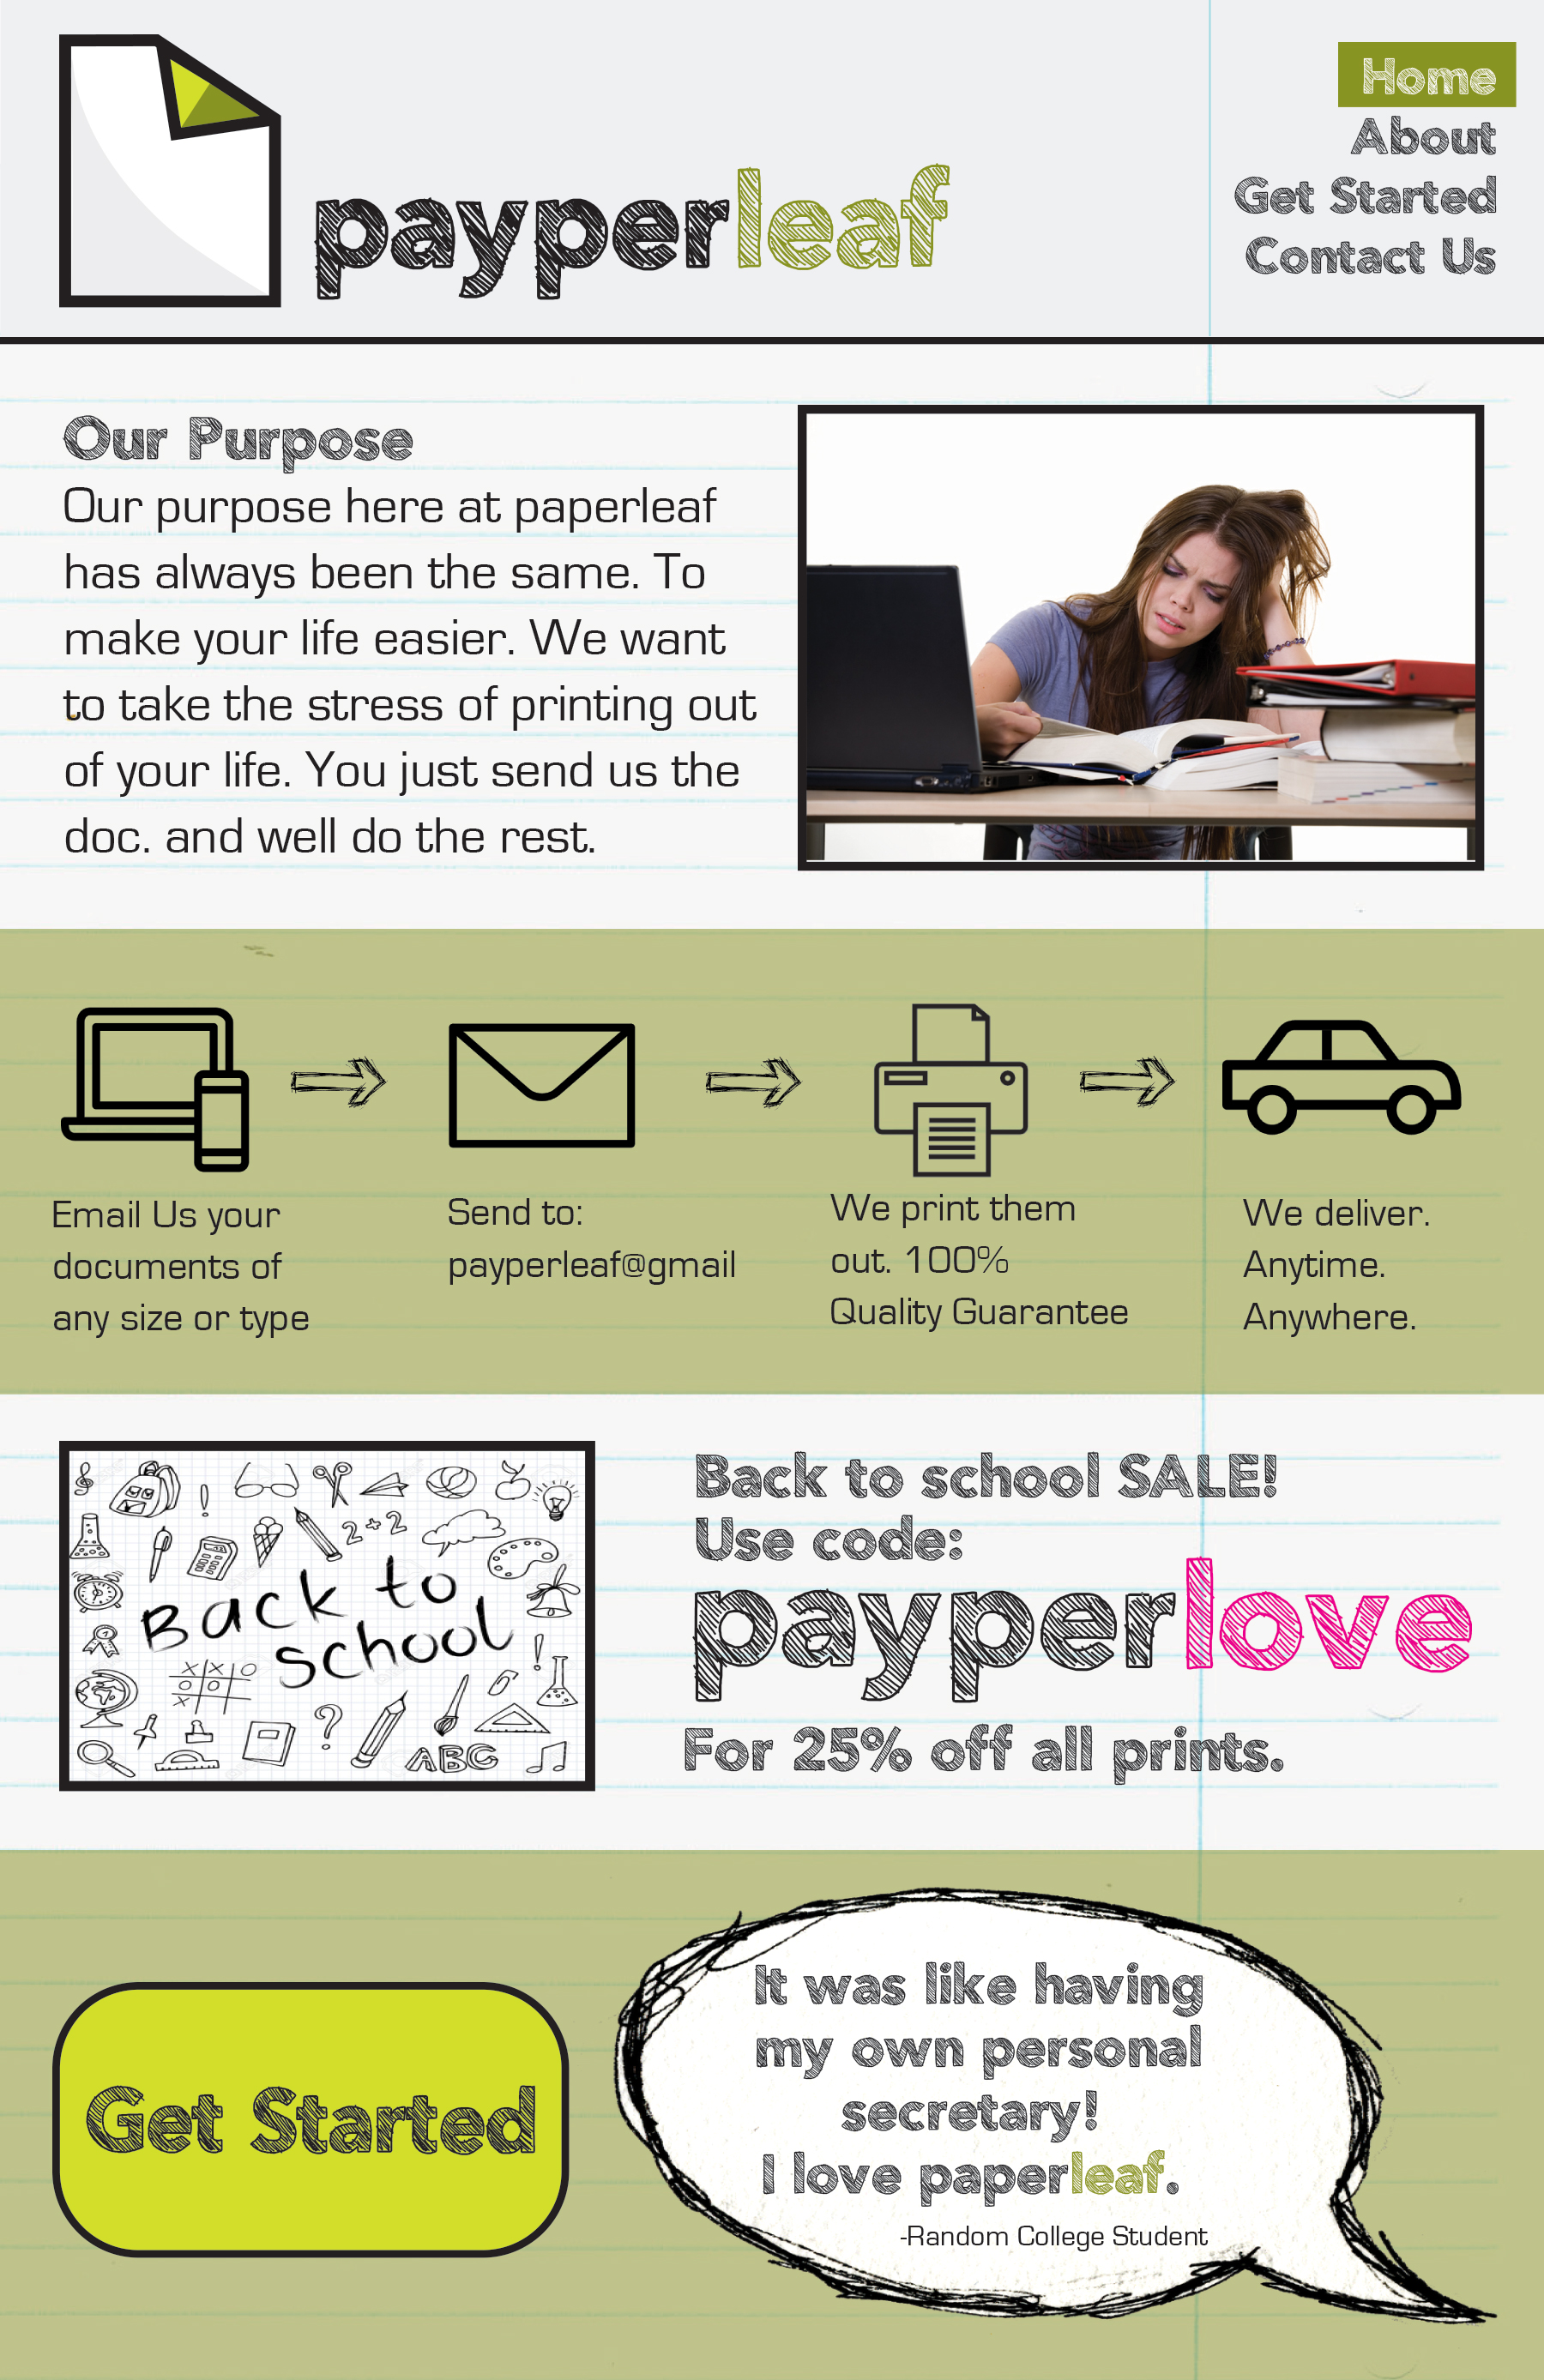 payperleaf
Home
About
Get Started
Contact Us
Our Purpose
Our purpose here at paperleaf
has always been the same. To
make your life easier. We want
to take the stress of printing out
of your life. You just send us the
doc. and well do the rest.
Email Us your
documents of
any size or type
Send to:
payperleaf@gmail
We print them
out. 100%
Quality Guarantee
We deliver.
Anytime.
Anywhere.
2+2
Back to
school
XXO
OO
X
ABC
Back to school SALE!
Use code:
payperlove
For 25% off all prints.
Get Started
It was like having
my own personal
secretary!
I love paperleaf.
-Random College Student